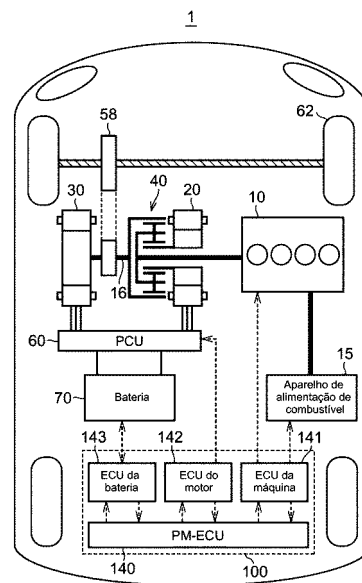 1
58
62
30
40
20
10
16
60
PCU
15
70
Bateria
Aparelho de
alimentação de
combustível
143
142
141
ECU da
bateria
ECU do
motor
ECU da
máquina
PM-ECU
140
100